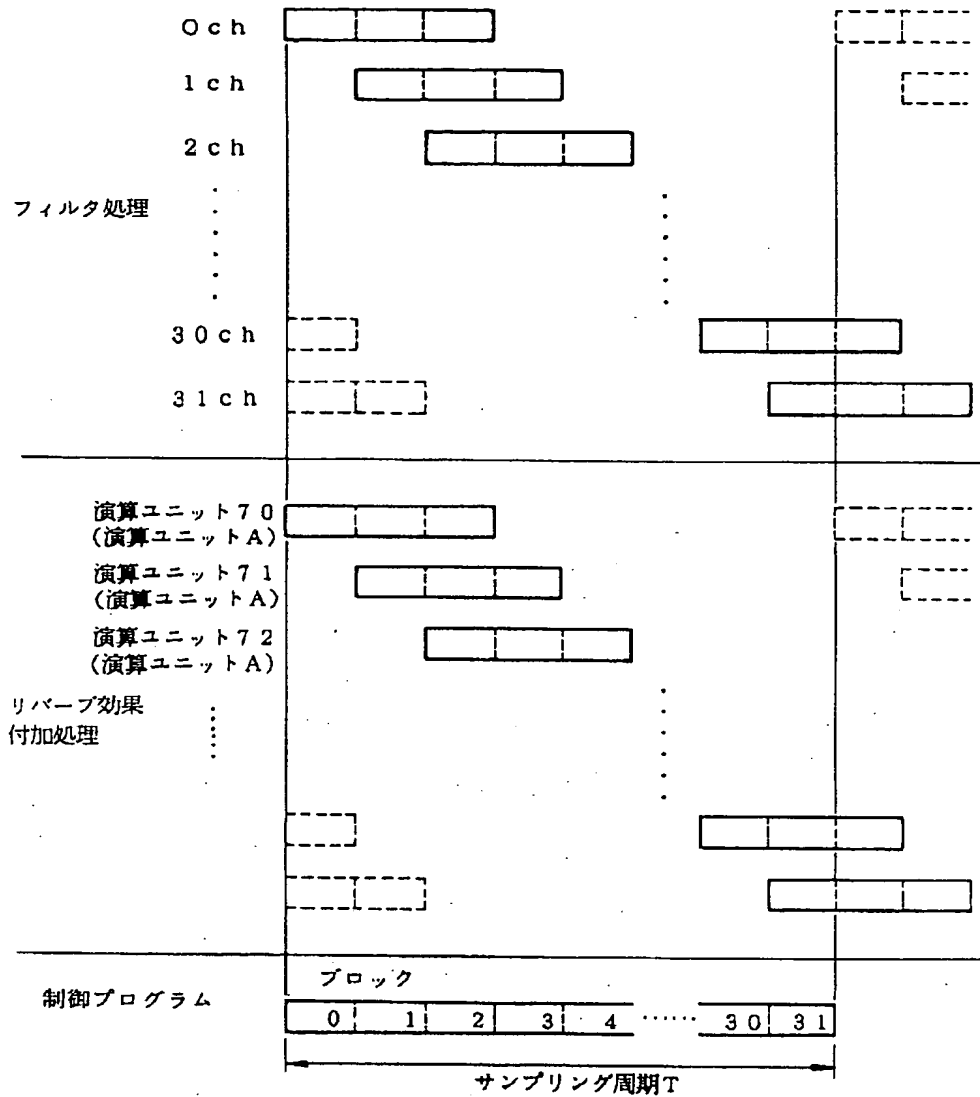 0ch
1ch
2ch
フィルタ処理
30ch
31ch
演算ユニット70
(演算ユニットA)
演算ユニット71
(演算ユニットA)
演算ユニット72
(演算ユニットA)
リバーブ効果
付加処理
ブロック
制御プログラム
0 1 2 3 4 ...... 30 31
サンプリング周期T